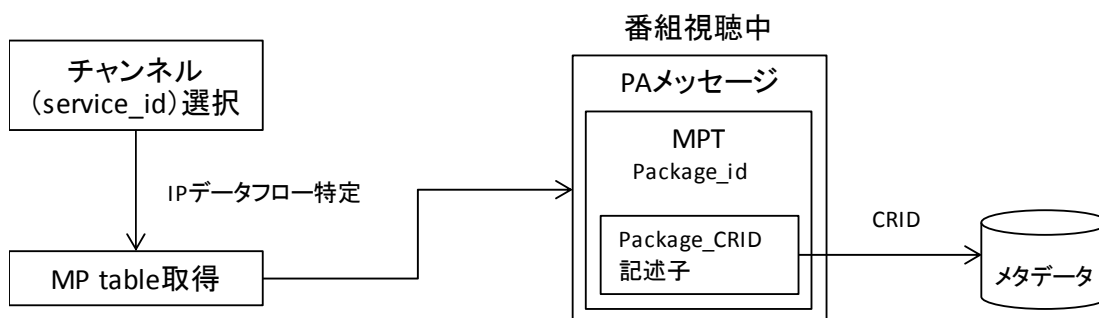 チャンネル
（service_id）選択
IPデータフロー特定
MP table取得
番組視聴中
PAメッセージ
MPT
Package_id
Package_CRID
記述子
CRID
メタデータ